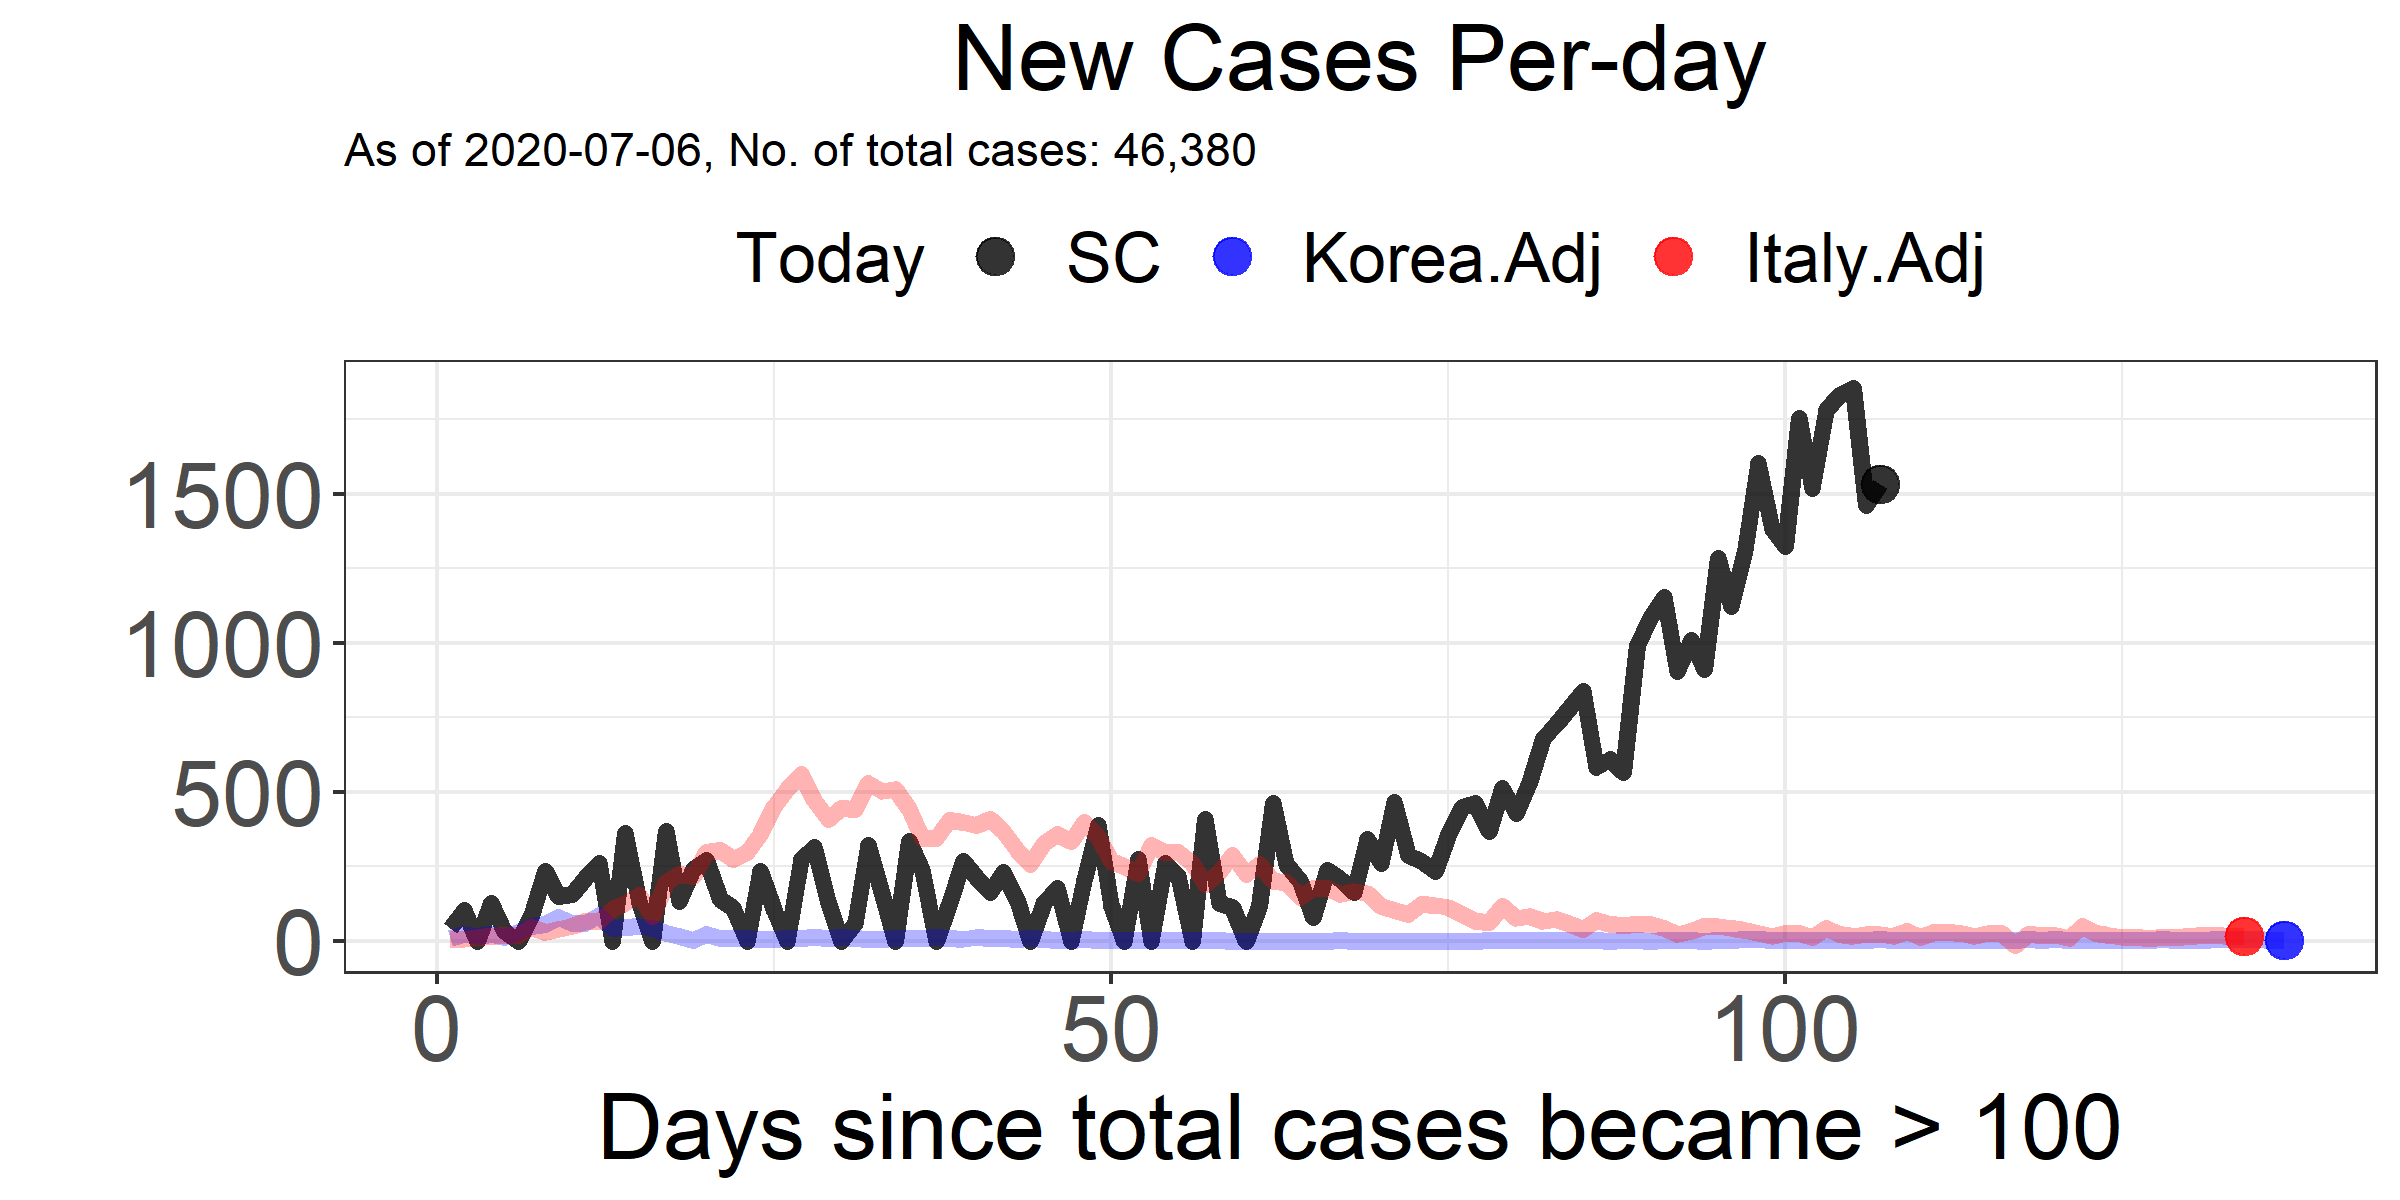 New Cases Per-day
As of 2020-07-06, No. of total cases: 46,380
Today SC Korea.Adj Italy.Adj
1500
1000
500
0
0 50 100
Days since total cases became > 100